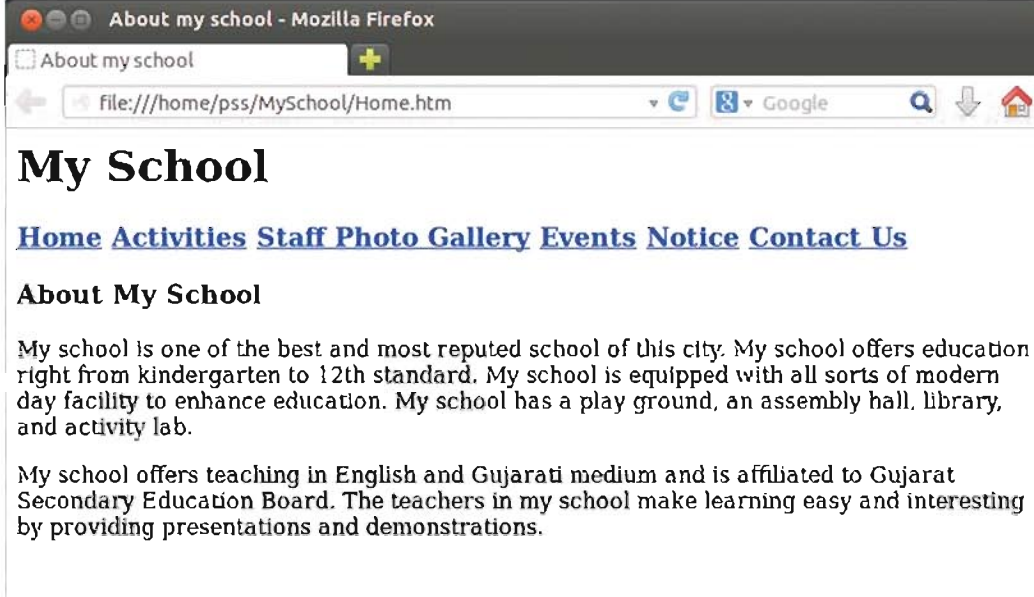 About my school - Mozilla Firefox
About my school
file:///home/pss/MySchool/Home.htm
8 Google
My School
Home Activities Staff Photo Gallery Events Notice Contact Us
About My School
My school is one of the best and most reputed school of this city. My school offers education
right from kindergarten to 12th standard. My school is equipped with all sorts of modern
day facility to enhance education. My school has a play ground, an assembly hall, library,
and activity lab.
My school offers teaching in English and Gujarati medium and is affiliated to Gujarat
Secondary Education Board. The teachers in my school make learning easy and interesting
by providing presentations and demonstrations.